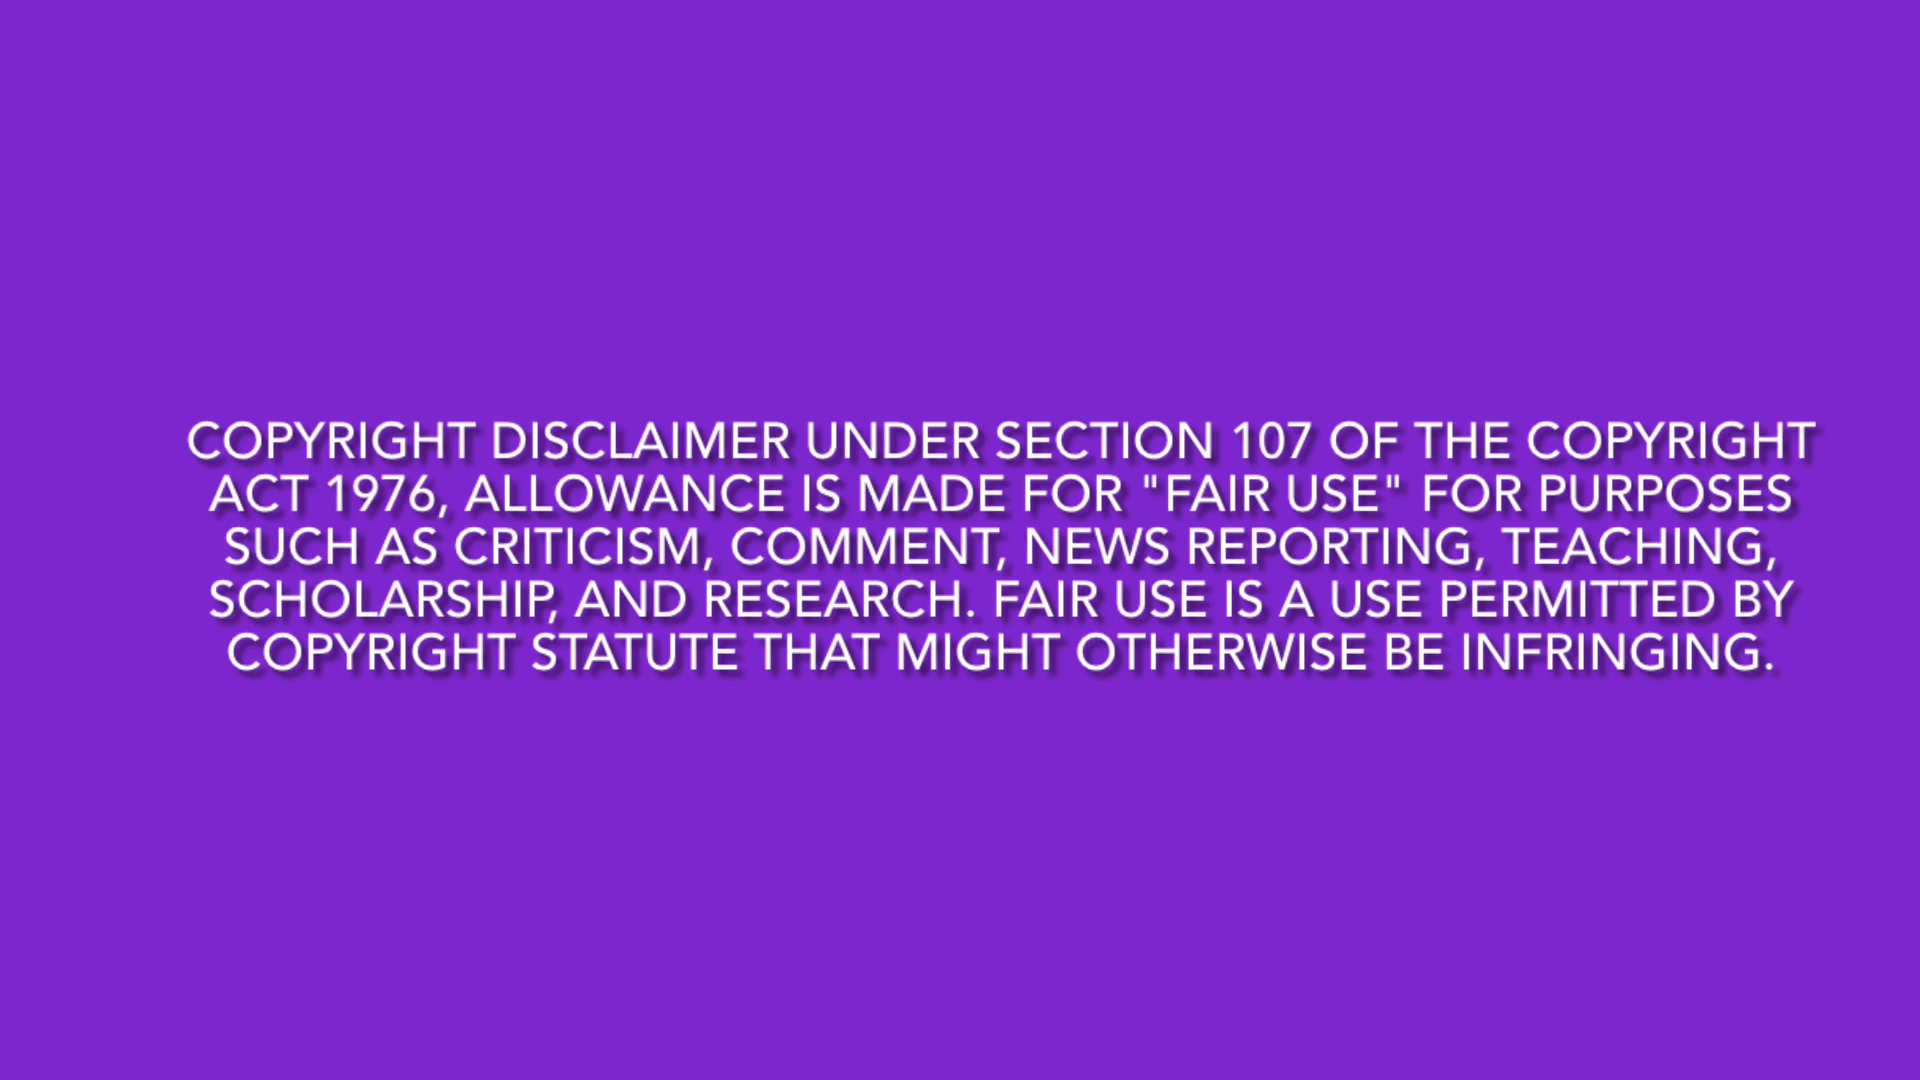 COPYRIGHT DISCLAIMER UNDER SECTION 107 OF THE COPYRIGHT
ACT 1976, ALLOWANCE IS MADE FOR "FAIR USE" FOR PURPOSES
SUCH AS CRITICISM, COMMENT, NEWS REPORTING, TEACHING,
SCHOLARSHIP, AND RESEARCH. FAIR USE IS A USE PERMITTED BY
COPYRIGHT STATUTE THAT MIGHT OTHERWISE BE INFRINGING.